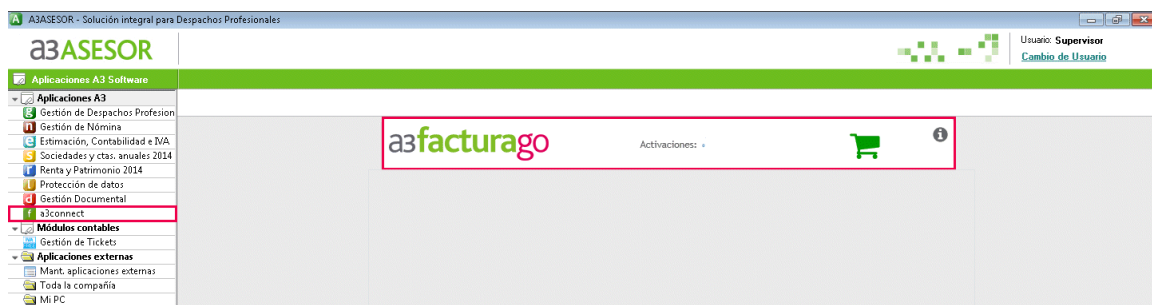 A3ASESOR - Solución integral para Despachos Profesionales
a3ASESOR
Usuario: Supervisor
Cambio de Usuario
Aplicaciones A3 Software
Aplicaciones A3
Gestión de Despachos Profesion
Gestión de Nómina
Estimación, Contabilidad e IVA
Sociedades y ctas. anuales 2014
Renta y Patrimonio 2014
Protección de datos
Gestión Documental
a3connect
Módulos contables
Gestión de Tickets
Aplicaciones externas
Mant. aplicaciones externas
Toda la compañía
Mi PC
a3facturago
Activaciones: